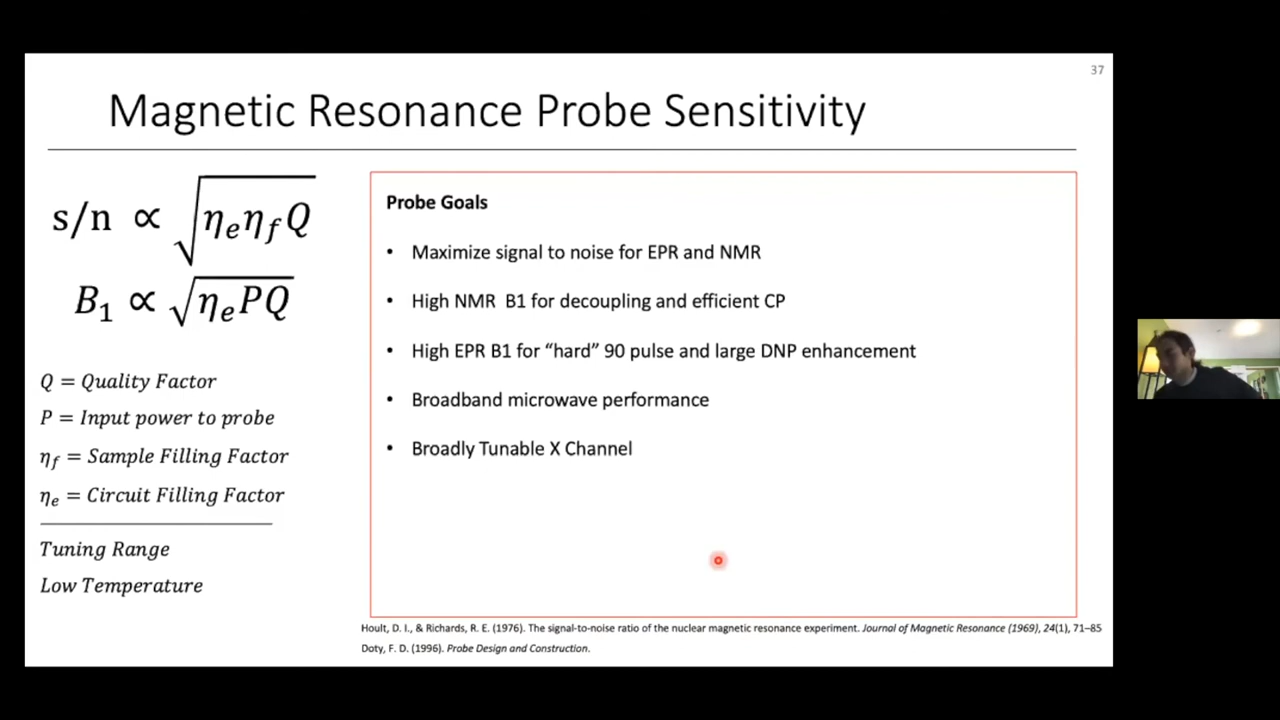 37
Magnetic Resonance Probe Sensitivity
s/n ∝ √(ηₑη_fQ)
B₁ ∝ √(ηₑPQ)
Q = Quality Factor
P = Input power to probe
η_f = Sample Filling Factor
ηₑ = Circuit Filling Factor
Tuning Range
Low Temperature
Probe Goals
• Maximize signal to noise for EPR and NMR
• High NMR B1 for decoupling and efficient CP
• High EPR B1 for “hard” 90 pulse and large DNP enhancement
• Broadband microwave performance
• Broadly Tunable X Channel
Hoult, D. I., & Richards, R. E. (1976). The signal-to-noise ratio of the nuclear magnetic resonance experiment. Journal of Magnetic Resonance (1969), 24(1), 71–85
Doty, F. D. (1996). Probe Design and Construction.